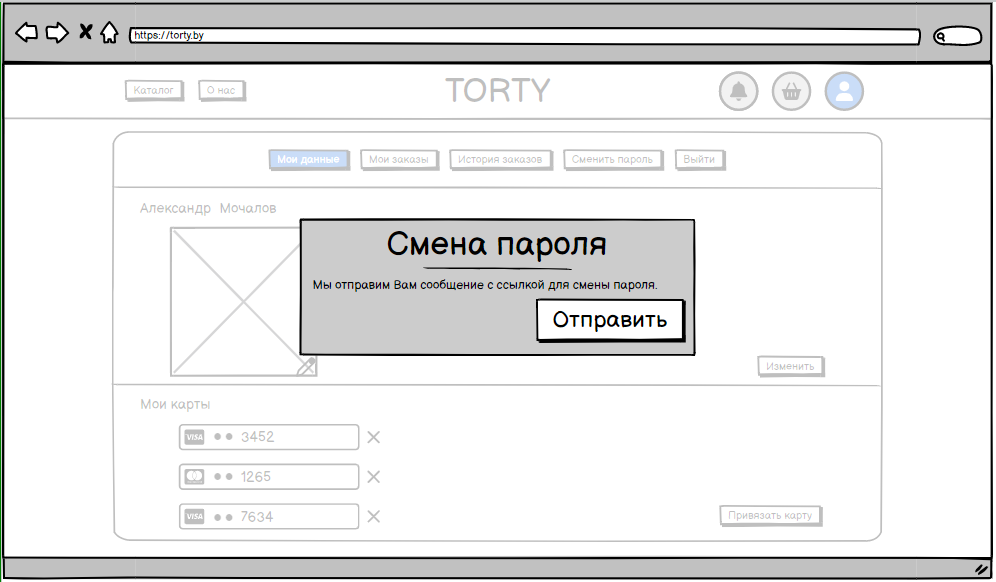 https://torty.by
Каталог О нас TORTY
Мои данные Мои заказы История заказов Сменить пароль Выйти
Александр Мочалов
Смена пароля
Мы отправим Вам сообщение с ссылкой для смены пароля.
Отправить
Изменить
Мои карты
VISA •• 3452
•• 1265
VISA •• 7634
Привязать карту